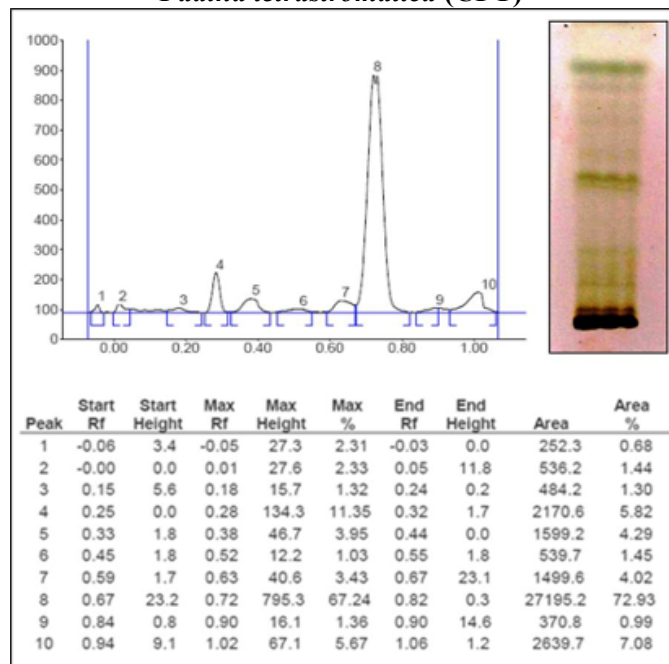 Padina tetrastromatica (CP1)
1000
900
800
700
600
500
400
300
200
100
0
1 2 3 4 5 6 7 8 9 10
0.00 0.20 0.40 0.60 0.80 1.00
Peak Start Rf Start Height Max Rf Max Height Max % End Rf End Height Area Area %
1 -0.06 3.4 -0.05 27.3 2.31 -0.03 0.0 252.3 0.68
2 -0.00 0.0 0.01 27.6 2.33 0.05 11.8 536.2 1.44
3 0.15 5.6 0.18 15.7 1.32 0.24 0.2 484.2 1.30
4 0.25 0.0 0.28 134.3 11.35 0.32 1.7 2170.6 5.82
5 0.33 1.8 0.38 46.7 3.95 0.44 0.0 1599.2 4.29
6 0.45 1.8 0.52 12.2 1.03 0.55 1.8 539.7 1.45
7 0.59 1.7 0.63 40.6 3.43 0.67 23.1 1499.6 4.02
8 0.67 23.2 0.72 795.3 67.24 0.82 0.3 27195.2 72.93
9 0.84 0.8 0.90 16.1 1.36 0.90 14.6 370.8 0.99
10 0.94 9.1 1.02 67.1 5.67 1.06 1.2 2639.7 7.08